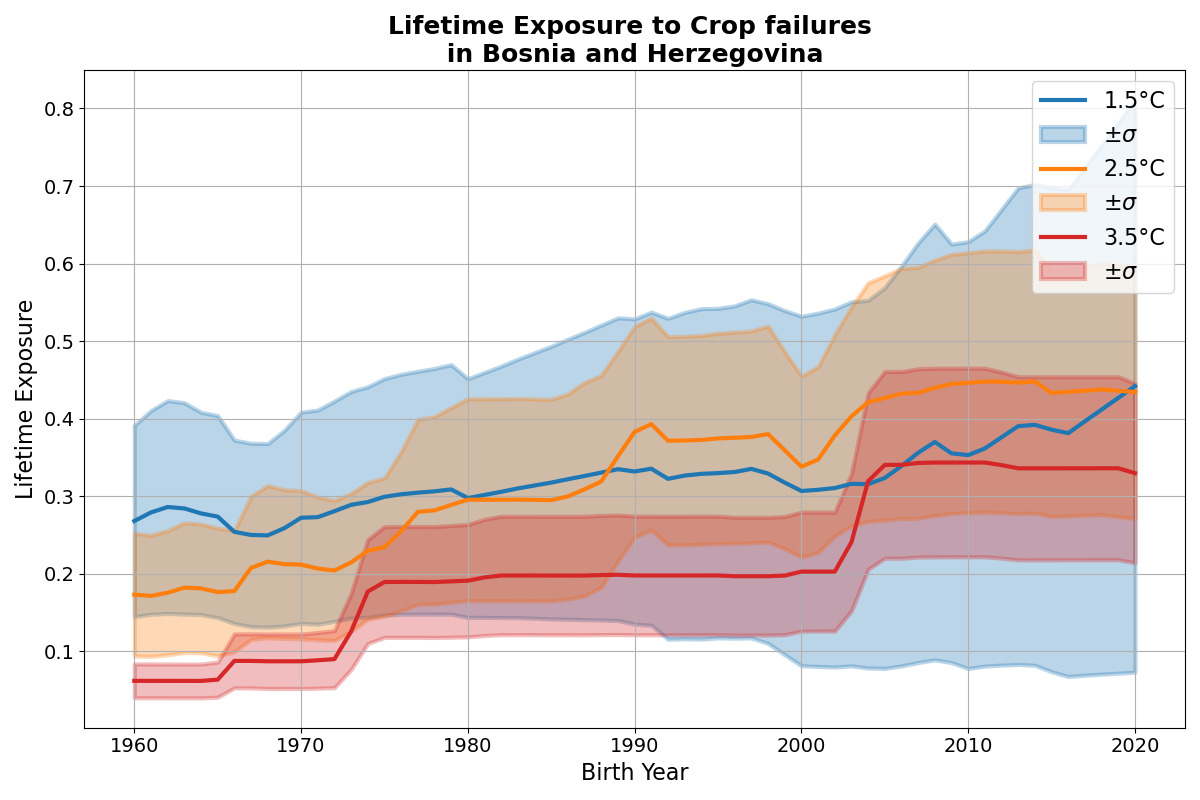 Lifetime Exposure to Crop failures
in Bosnia and Herzegovina
Lifetime Exposure
0.8
0.7
0.6
0.5
0.4
0.3
0.2
0.1
1.5°C
±σ
2.5°C
±σ
3.5°C
±σ
1960
1970
1980
1990
2000
2010
2020
Birth Year